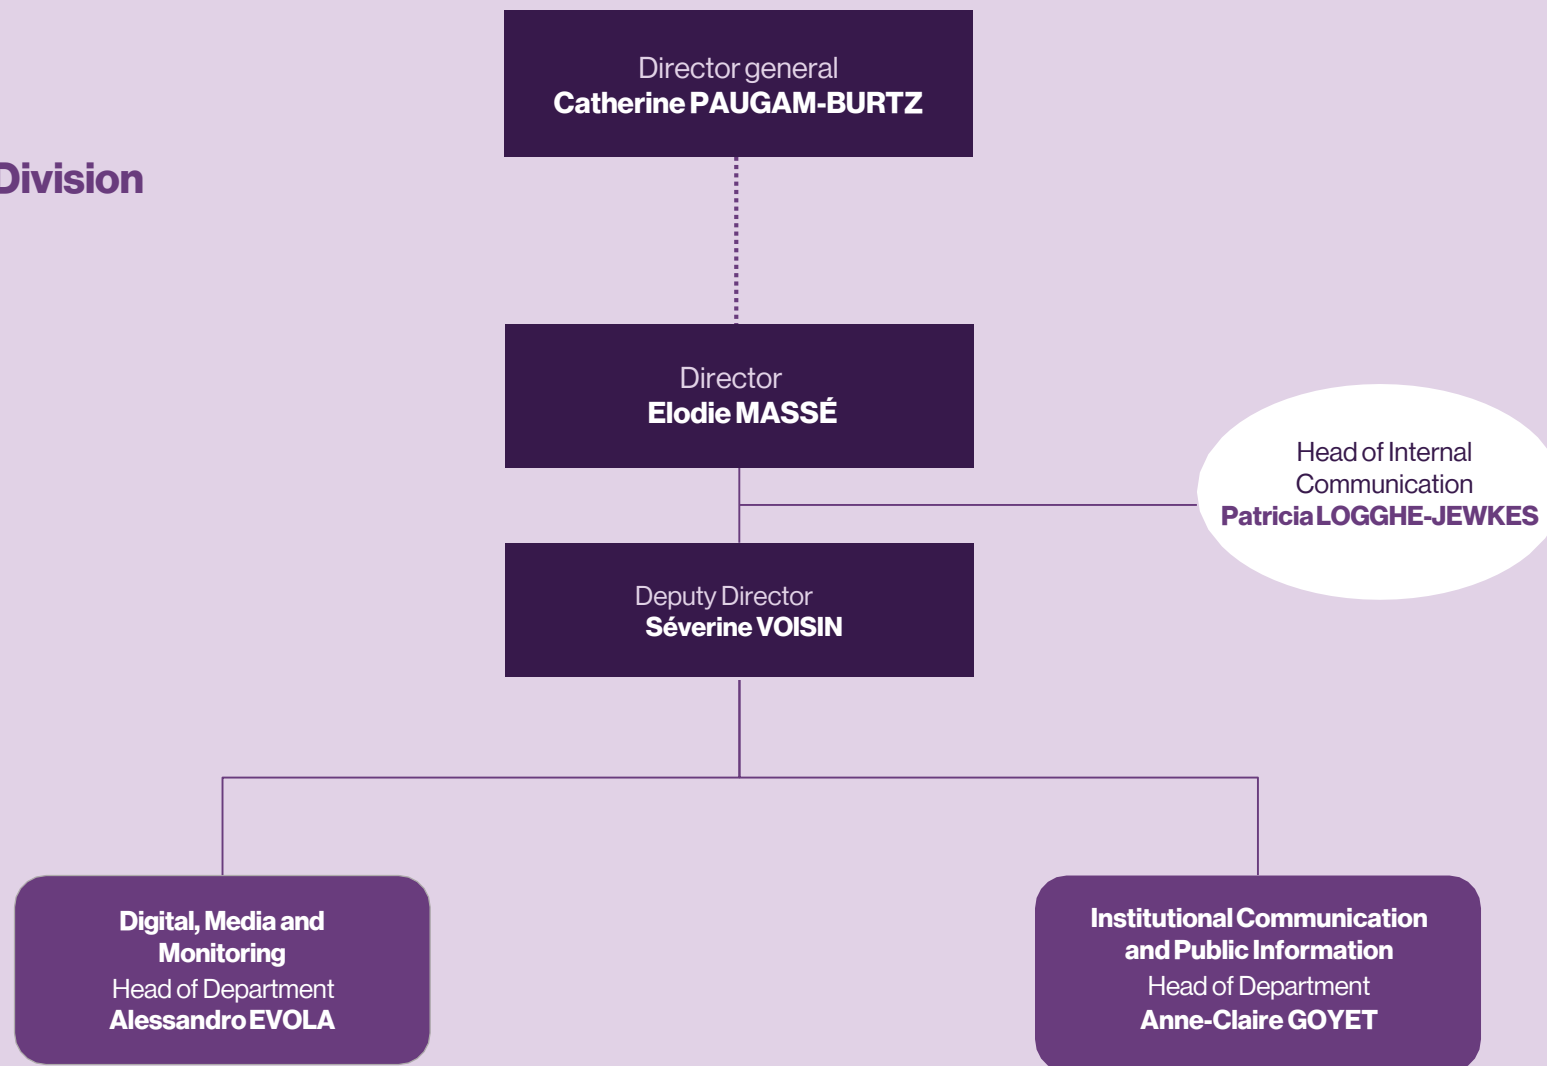 Director general
Catherine PAUGAM-BURTZ
Division
Director
Elodie MASSÉ
Head of Internal
Communication
Patricia LOGGHE-JEWKES
Deputy Director
Séverine VOISIN
Digital, Media and
Monitoring
Head of Department
Alessandro EVOLA
Institutional Communication
and Public Information
Head of Department
Anne-Claire GOYET